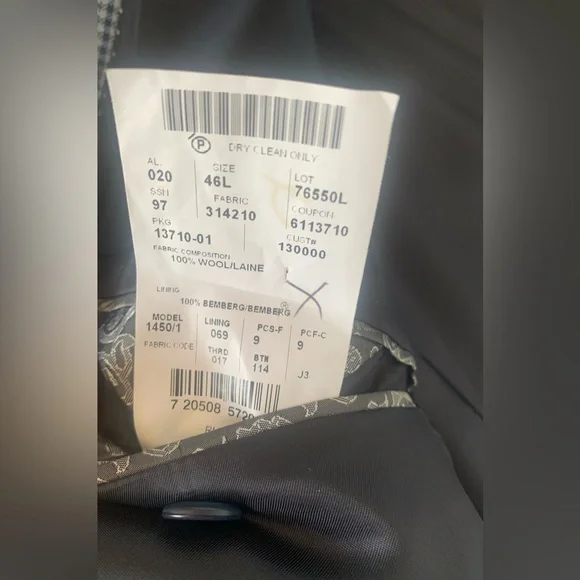 P DRY CLEAN ONLY
AL. SIZE LOT
020 46L 76550L
SSN FABRIC COUPON
97 314210 6113710
PKG CUST#
13710-01 130000
FABRIC COMPOSITION
100% WOOL/LAINE
LINING
100% BEMBERG/BEMBERG ®
MODEL LINING PCS-F PCF-C
1450/1 069 9 9
FABRIC CODE THRD BTN
017 114 J3
7 20508 572